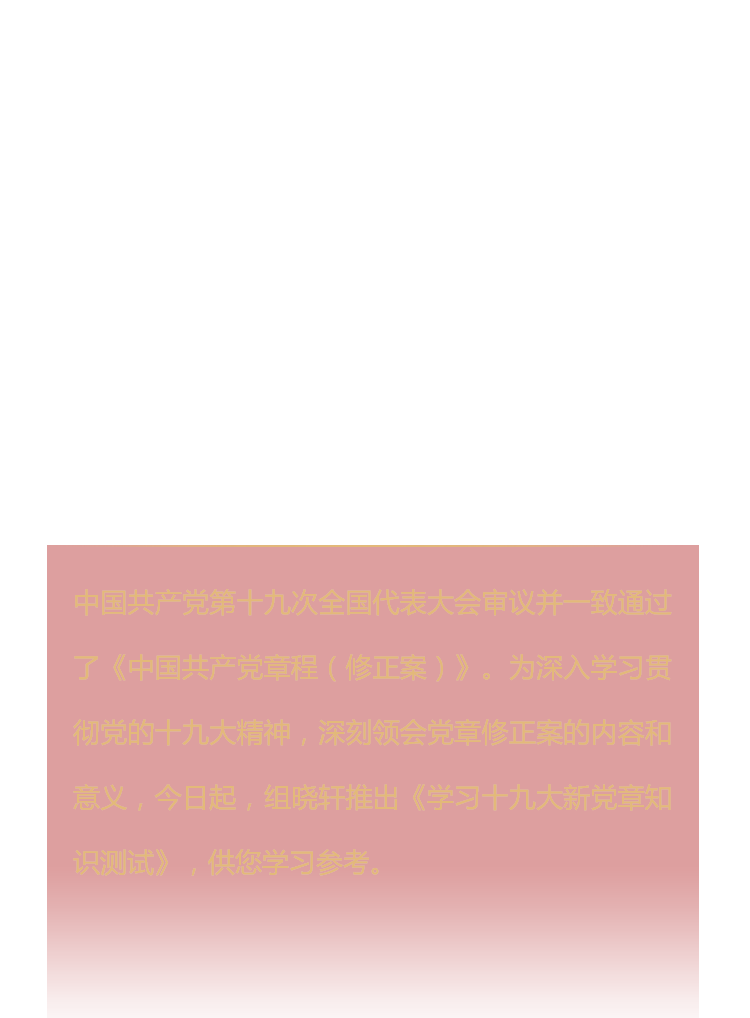 中国共产党第十九次全国代表大会审议并一致通过
了《中国共产党章程（修正案）》。为深入学习贯
彻党的十九大精神，深刻领会党章修正案的内容和
意义，今日起，组晓轩推出《学习十九大新党章知
识测试》，供您学习参考。